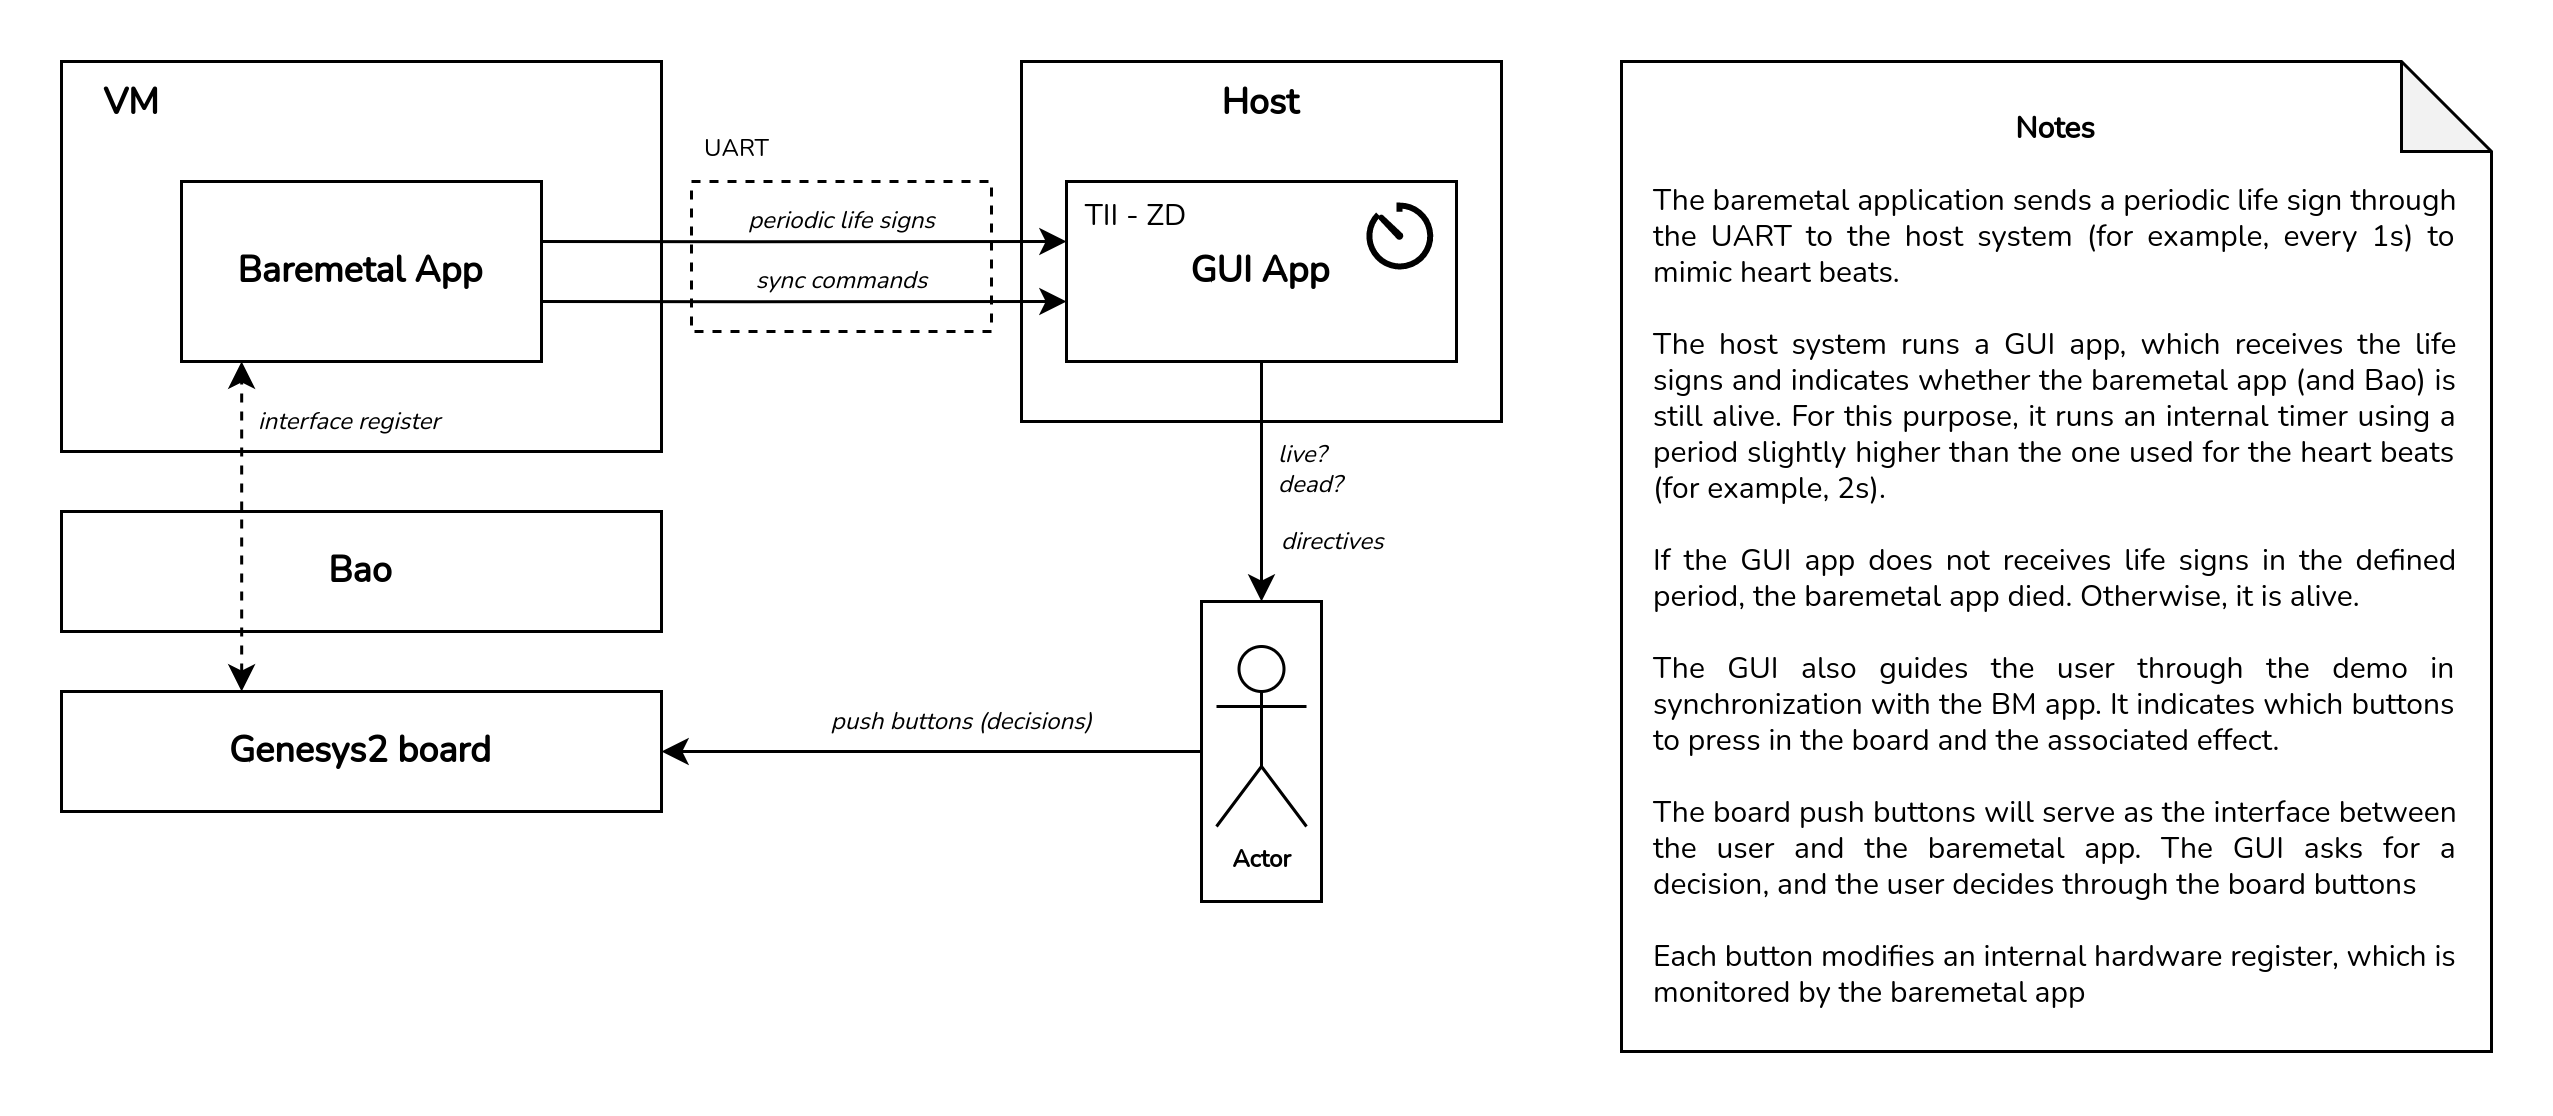 VM
Host
UART
Notes
TII - ZD
periodic life signs
Baremetal App
GUI App
sync commands
interface register
live?
dead?
directives
Bao
Genesys2 board
push buttons (decisions)
Actor
The baremetal application sends a periodic life sign through
the UART to the host system (for example, every 1s) to
mimic heart beats.
The host system runs a GUI app, which receives the life
signs and indicates whether the baremetal app (and Bao) is
still alive. For this purpose, it runs an internal timer using a
period slightly higher than the one used for the heart beats
(for example, 2s).
If the GUI app does not receives life signs in the defined
period, the baremetal app died. Otherwise, it is alive.
The GUI also guides the user through the demo in
synchronization with the BM app. It indicates which buttons
to press in the board and the associated effect.
The board push buttons will serve as the interface between
the user and the baremetal app. The GUI asks for a
decision, and the user decides through the board buttons
Each button modifies an internal hardware register, which is
monitored by the baremetal app